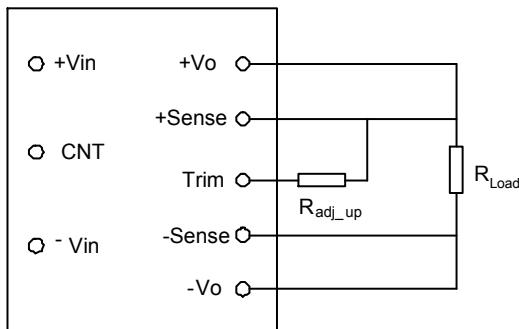 +Vin
+Vo
+Sense
CNT
Trim
R_adj_up
R_Load
- Vin
-Sense
-Vo